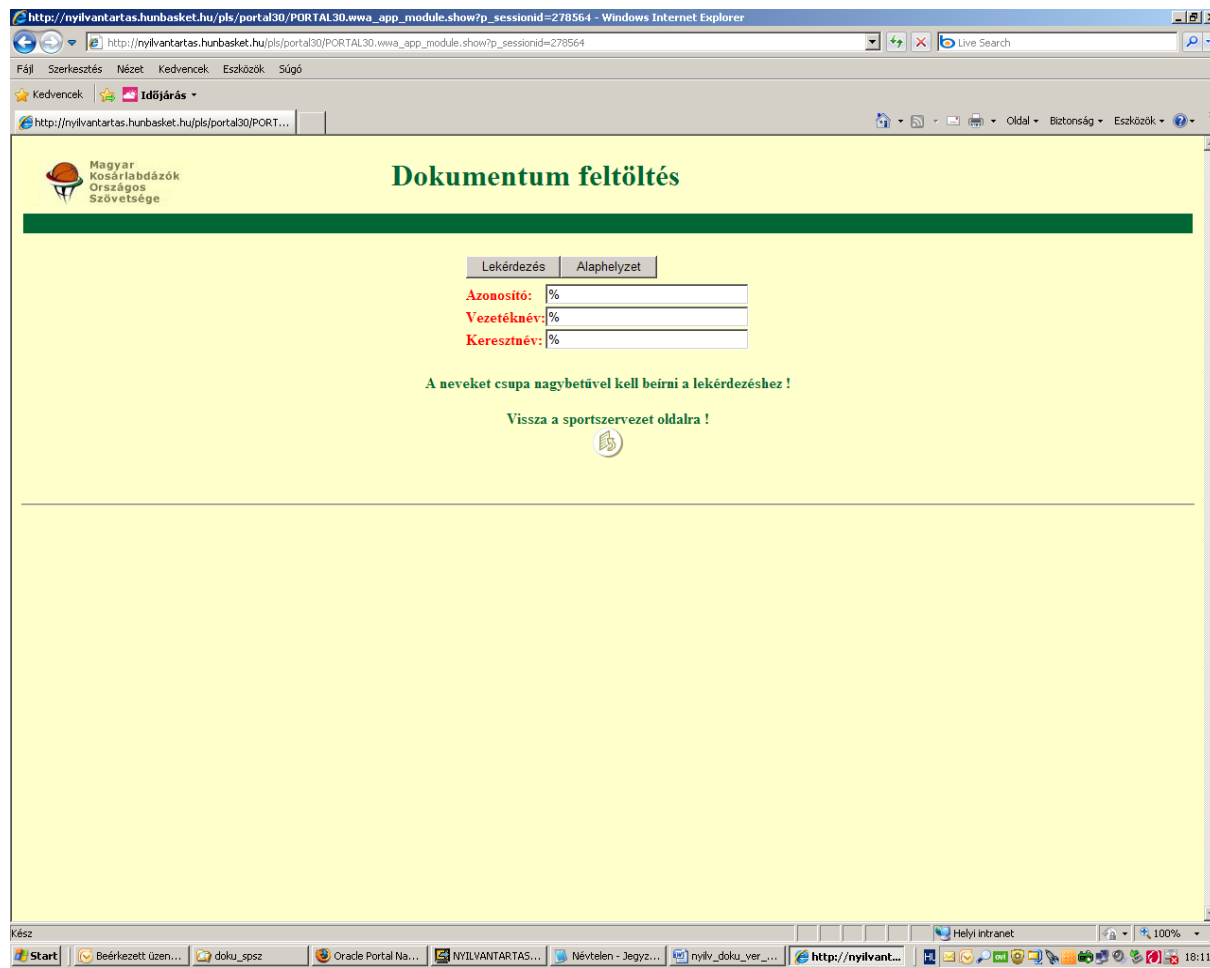 http://nyilvantartas.hunbasket.hu/pls/portal30/PORTAL30.wwa_app_module.show?p_sessionid=278564 - Windows Internet Explorer
http://nyilvantartas.hunbasket.hu/pls/portal30/PORTAL30.wwa_app_module.show?p_sessionid=278564
Live Search
Fájl Szerkesztés Nézet Kedvencek Eszközök Súgó
Kedvencek Időjárás
http://nyilvantartas.hunbasket.hu/pls/portal30/PORT...
Oldal Biztonság Eszközök
Magyar
Kosárlabdázók
Országos
Szövetsége
Dokumentum feltöltés
Lekérdezés Alaphelyzet
Azonosító: %
Vezetéknév: %
Keresztnév: %
A neveket csupa nagybetűvel kell beírni a lekérdezéshez !
Vissza a sportszervezet oldalra !
Kész
Helyi intranet
100%
Start Beérkezett üzen... doku_spsz Oracle Portal Na... NYILVANTARTAS... Névtelen - Jegyz... nyilv_doku_ver_... http://nyilvant... HL 18:11